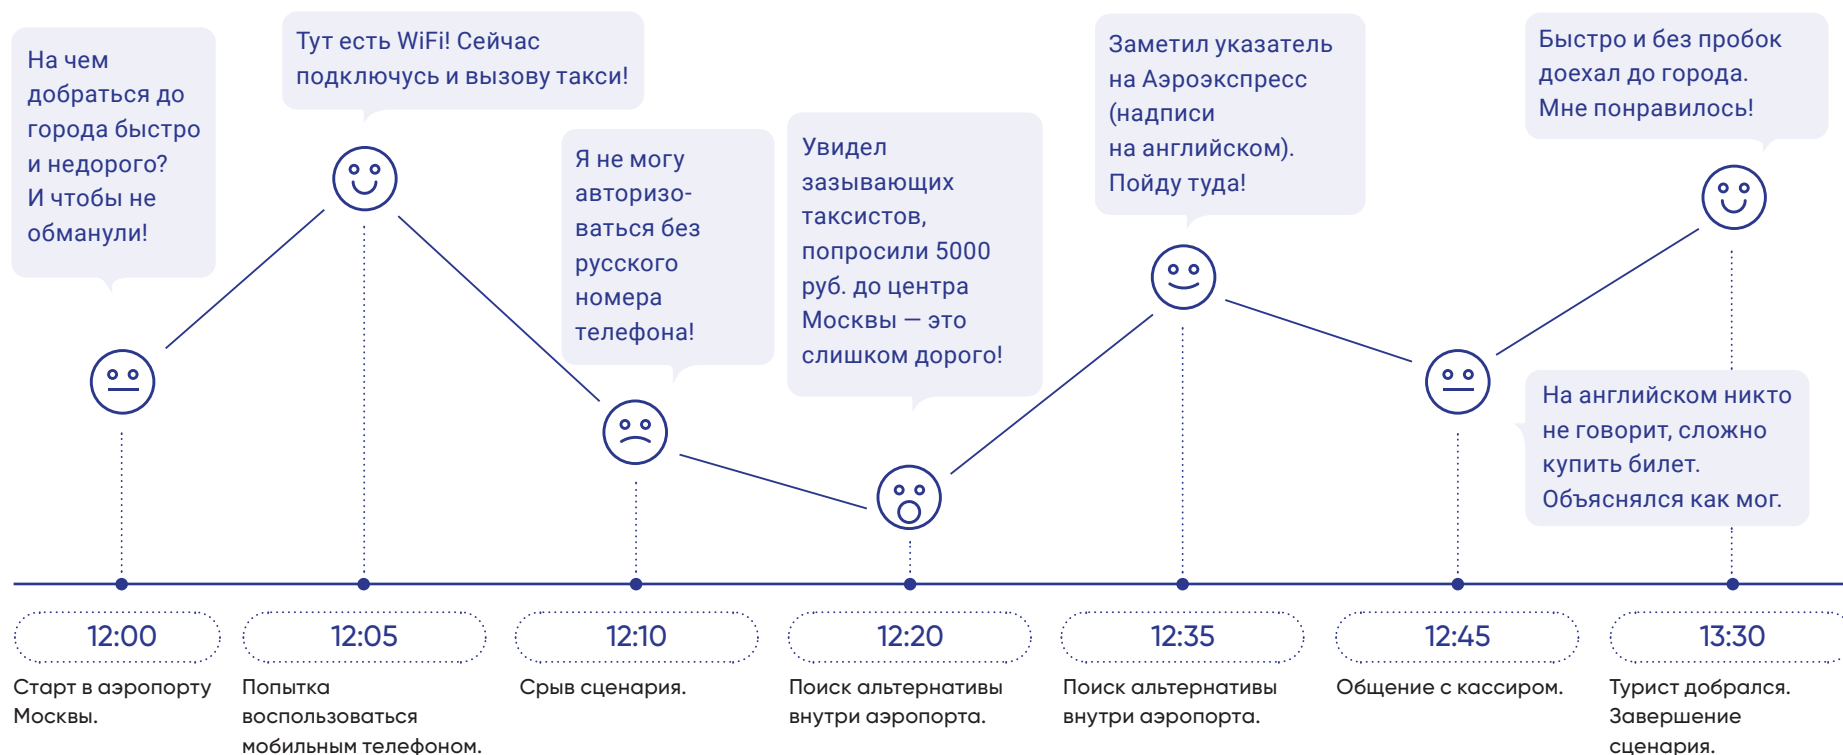 На чем
добраться до
города быстро
и недорого?
И чтобы не
обманули!
Тут есть WiFi! Сейчас
подключусь и вызову такси!
Я не могу
авторизо-
ваться без
русского
номера
телефона!
Увидел
зазывающих
таксистов,
попросили 5000
руб. до центра
Москвы — это
слишком дорого!
Заметил указатель
на Аэроэкспресс
(надписи
на английском).
Пойду туда!
На английском никто
не говорит, сложно
купить билет.
Объяснялся как мог.
Быстро и без пробок
доехал до города.
Мне понравилось!
12:00
Старт в аэропорту
Москвы.
12:05
Попытка
воспользоваться
мобильным телефоном.
12:10
Срыв сценария.
12:20
Поиск альтернативы
внутри аэропорта.
12:35
Поиск альтернативы
внутри аэропорта.
12:45
Общение с кассиром.
13:30
Турист добрался.
Завершение
сценария.